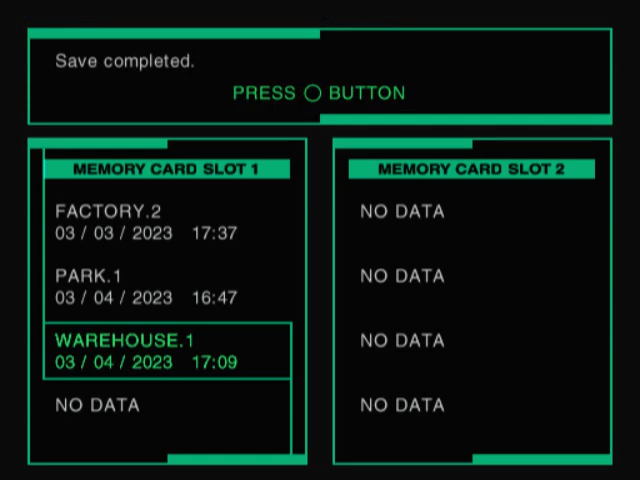 Save completed.
PRESS ○ BUTTON
MEMORY CARD SLOT 1
FACTORY.2
03 / 03 / 2023 17:37
PARK.1
03 / 04 / 2023 16:47
WAREHOUSE.1
03 / 04 / 2023 17:09
NO DATA
MEMORY CARD SLOT 2
NO DATA
NO DATA
NO DATA
NO DATA